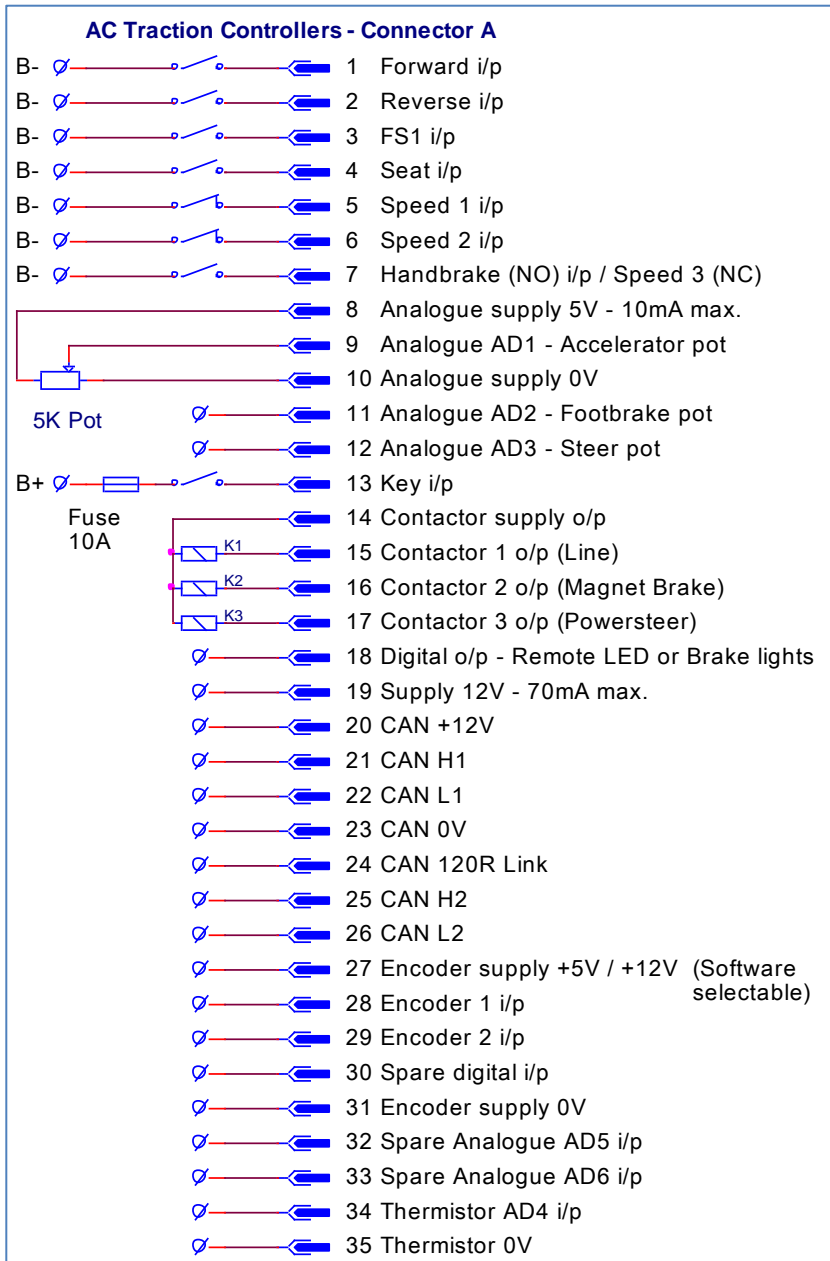 AC Traction Controllers - Connector A
B- 1 Forward i/p
B- 2 Reverse i/p
B- 3 FS1 i/p
B- 4 Seat i/p
B- 5 Speed 1 i/p
B- 6 Speed 2 i/p
B- 7 Handbrake (NO) i/p / Speed 3 (NC)
8 Analogue supply 5V - 10mA max.
9 Analogue AD1 - Accelerator pot
10 Analogue supply 0V
5K Pot
11 Analogue AD2 - Footbrake pot
12 Analogue AD3 - Steer pot
B+ 13 Key i/p
Fuse
10A
14 Contactor supply o/p
K1 15 Contactor 1 o/p (Line)
K2 16 Contactor 2 o/p (Magnet Brake)
K3 17 Contactor 3 o/p (Powersteer)
18 Digital o/p - Remote LED or Brake lights
19 Supply 12V - 70mA max.
20 CAN +12V
21 CAN H1
22 CAN L1
23 CAN 0V
24 CAN 120R Link
25 CAN H2
26 CAN L2
27 Encoder supply +5V / +12V (Software
selectable)
28 Encoder 1 i/p
29 Encoder 2 i/p
30 Spare digital i/p
31 Encoder supply 0V
32 Spare Analogue AD5 i/p
33 Spare Analogue AD6 i/p
34 Thermistor AD4 i/p
35 Thermistor 0V